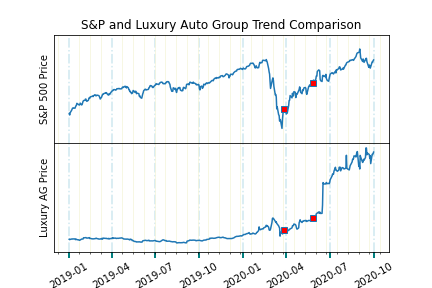 S&P and Luxury Auto Group Trend Comparison
S&P 500 Price
Luxury AG Price
2019-01
2019-04
2019-07
2019-10
2020-01
2020-04
2020-07
2020-10